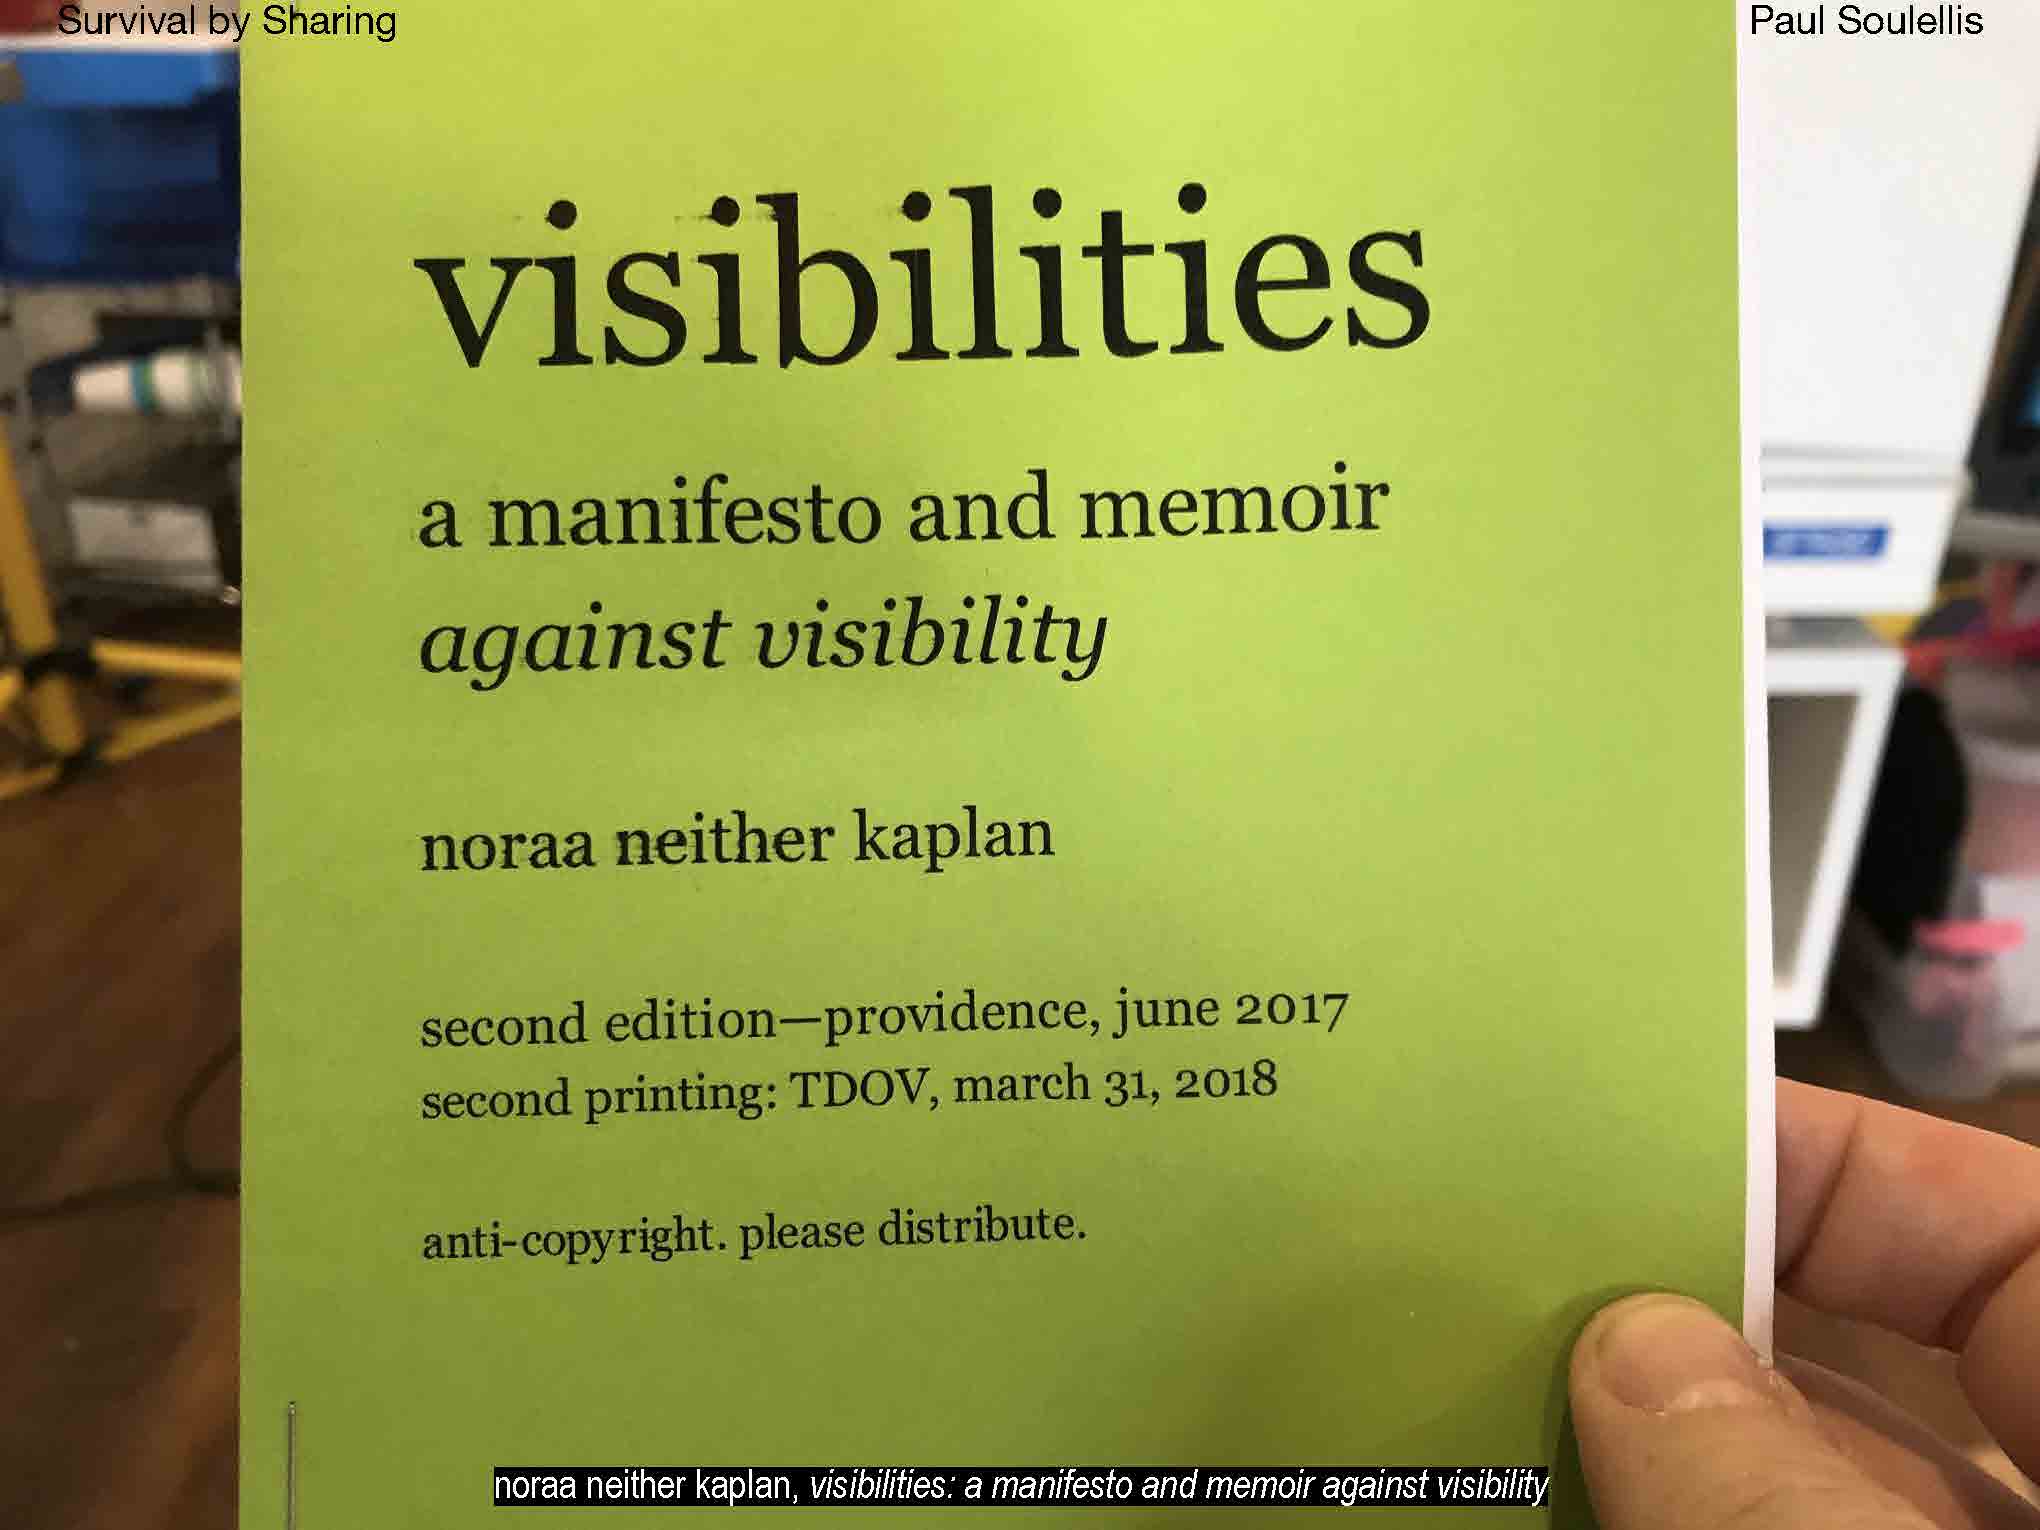 Survival by Sharing
Paul Soulellis
visibilities
a manifesto and memoir
against visibility
noraa neither kaplan
second edition—providence, june 2017
second printing: TDOV, march 31, 2018
anti-copyright. please distribute.
noraa neither kaplan, visibilities: a manifesto and memoir against visibility